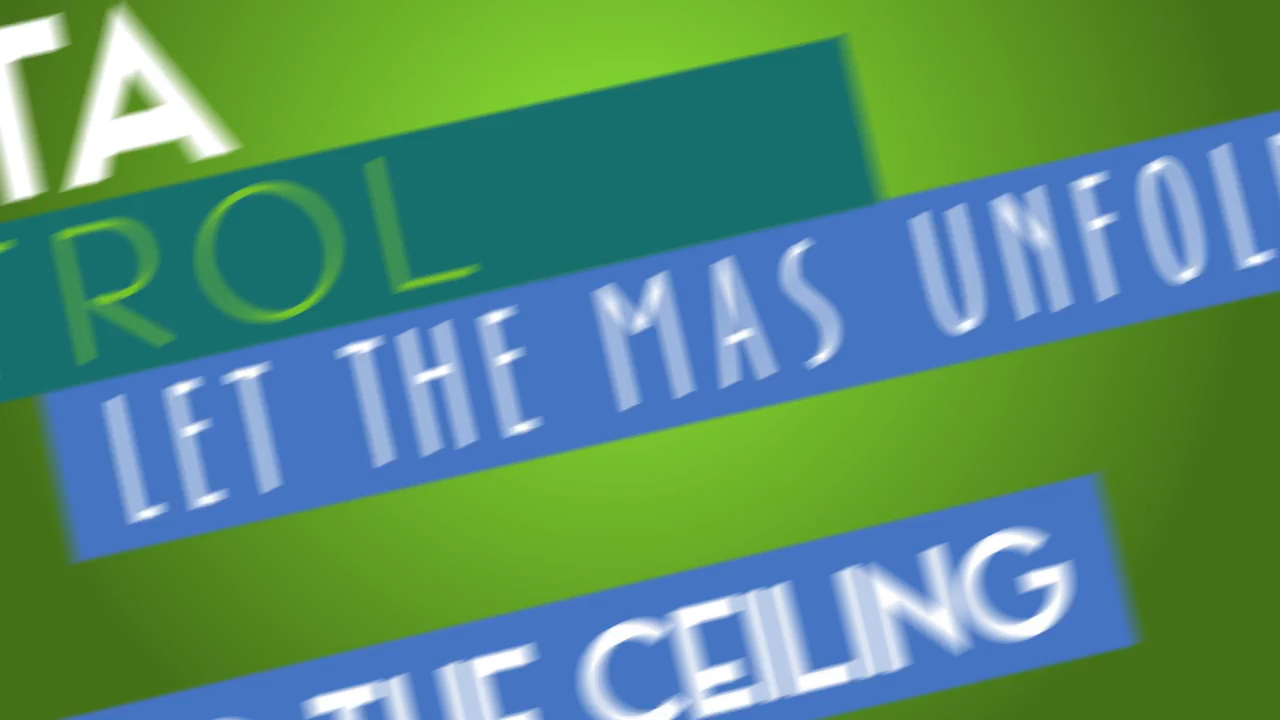 TA
ROL
LET THE MAS UNFOL
THE CEILING